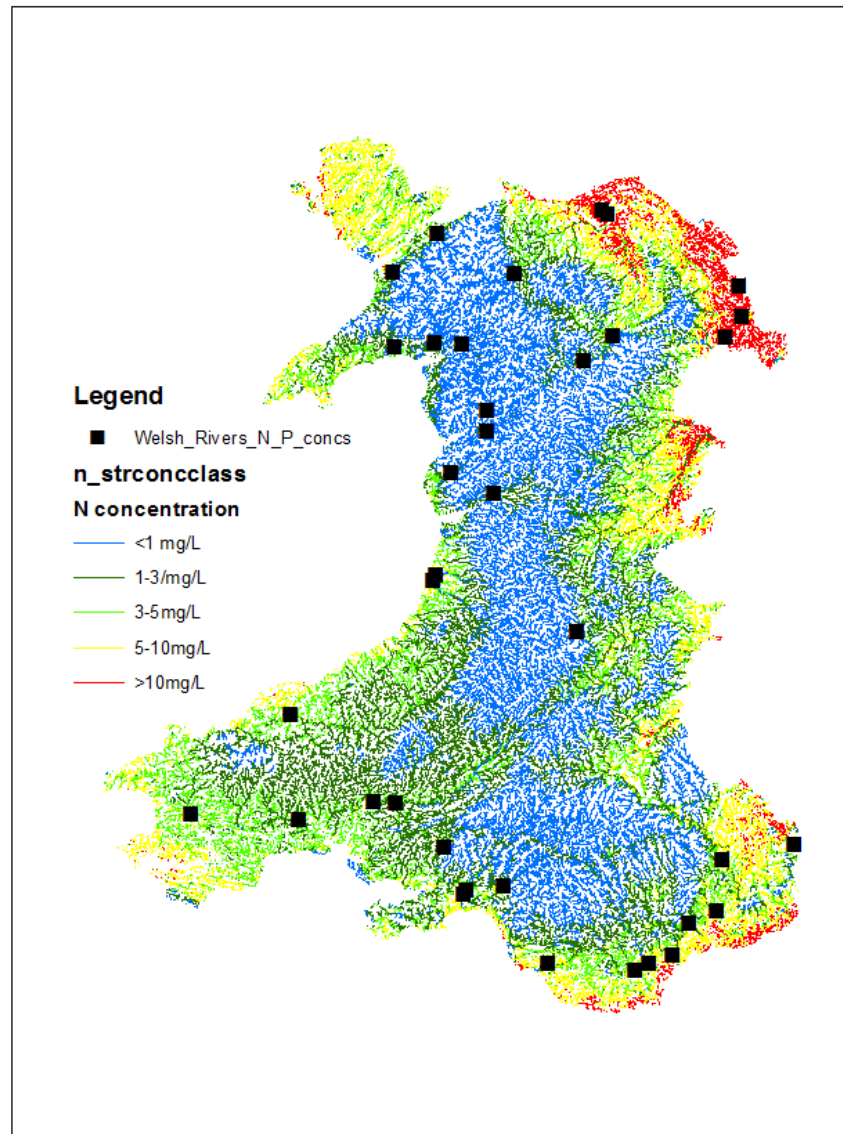 Legend
Welsh_Rivers_N_P_concs
n_strconcclass
N concentration
<1 mg/L
1-3/mg/L
3-5mg/L
5-10mg/L
>10mg/L